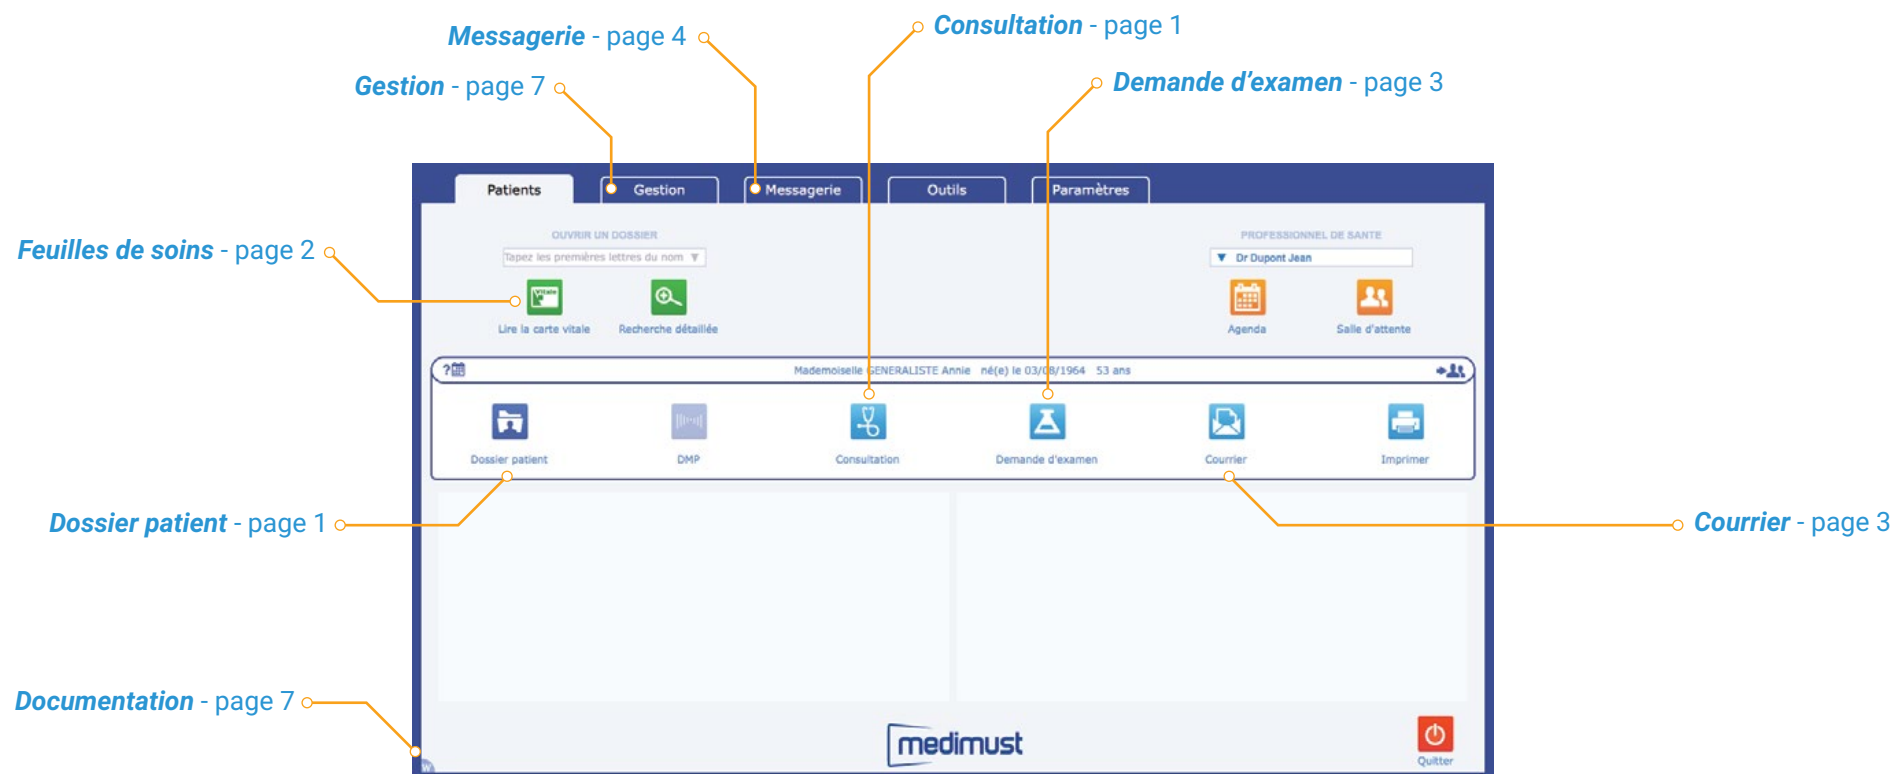 Consultation - page 1
Messagerie - page 4
Gestion - page 7
Demande d'examen - page 3
Patients
Gestion
Messagerie
Outils
Paramètres
Feuilles de soins - page 2
OUVRIR UN DOSSIER
Tapez les premières lettres du nom ▼
PROFESSIONNEL DE SANTE
▼ Dr Dupont Jean
Vitale
Lire la carte vitale
Recherche détaillée
Agenda
Salle d'attente
?
Mademoiselle GENERALISTE Annie né(e) le 03/08/1964 53 ans
Dossier patient
DMP
Consultation
Demande d'examen
Courrier
Imprimer
Dossier patient - page 1
Courrier - page 3
Documentation - page 7
medimust
W
Quitter